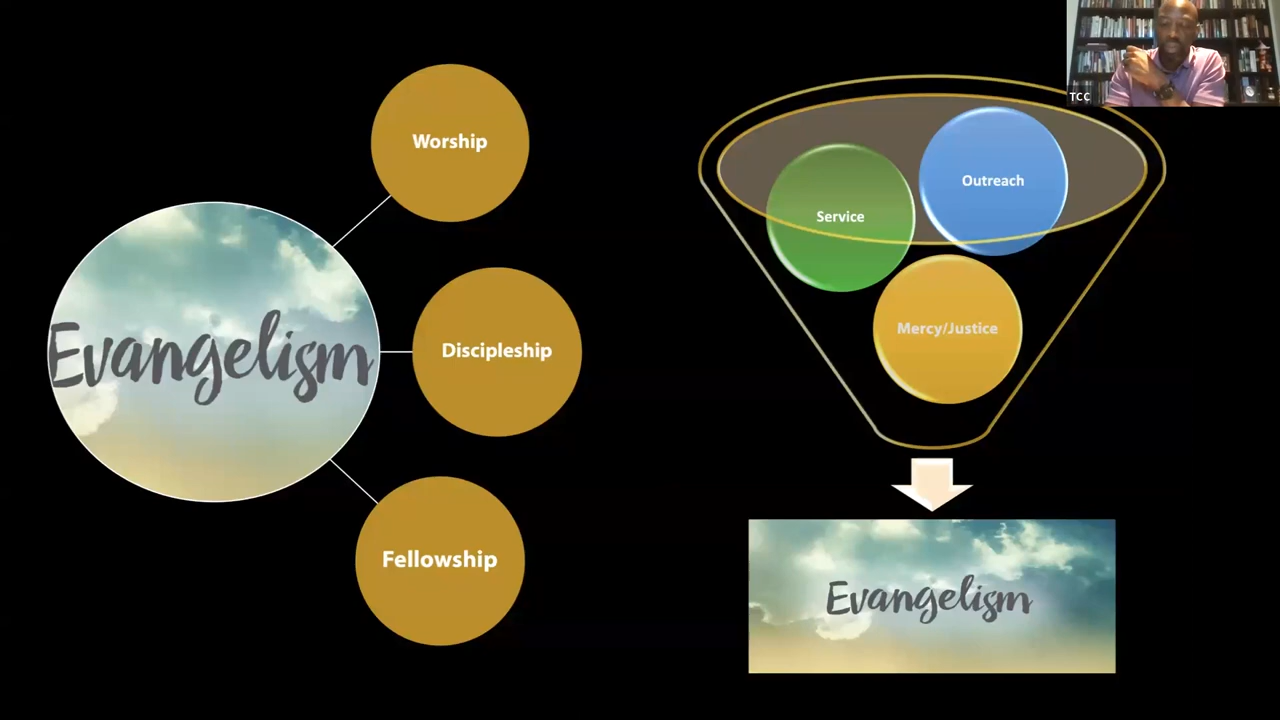 Worship
Evangelism
Discipleship
Fellowship
TCC
Outreach
Service
Mercy/Justice
Evangelism